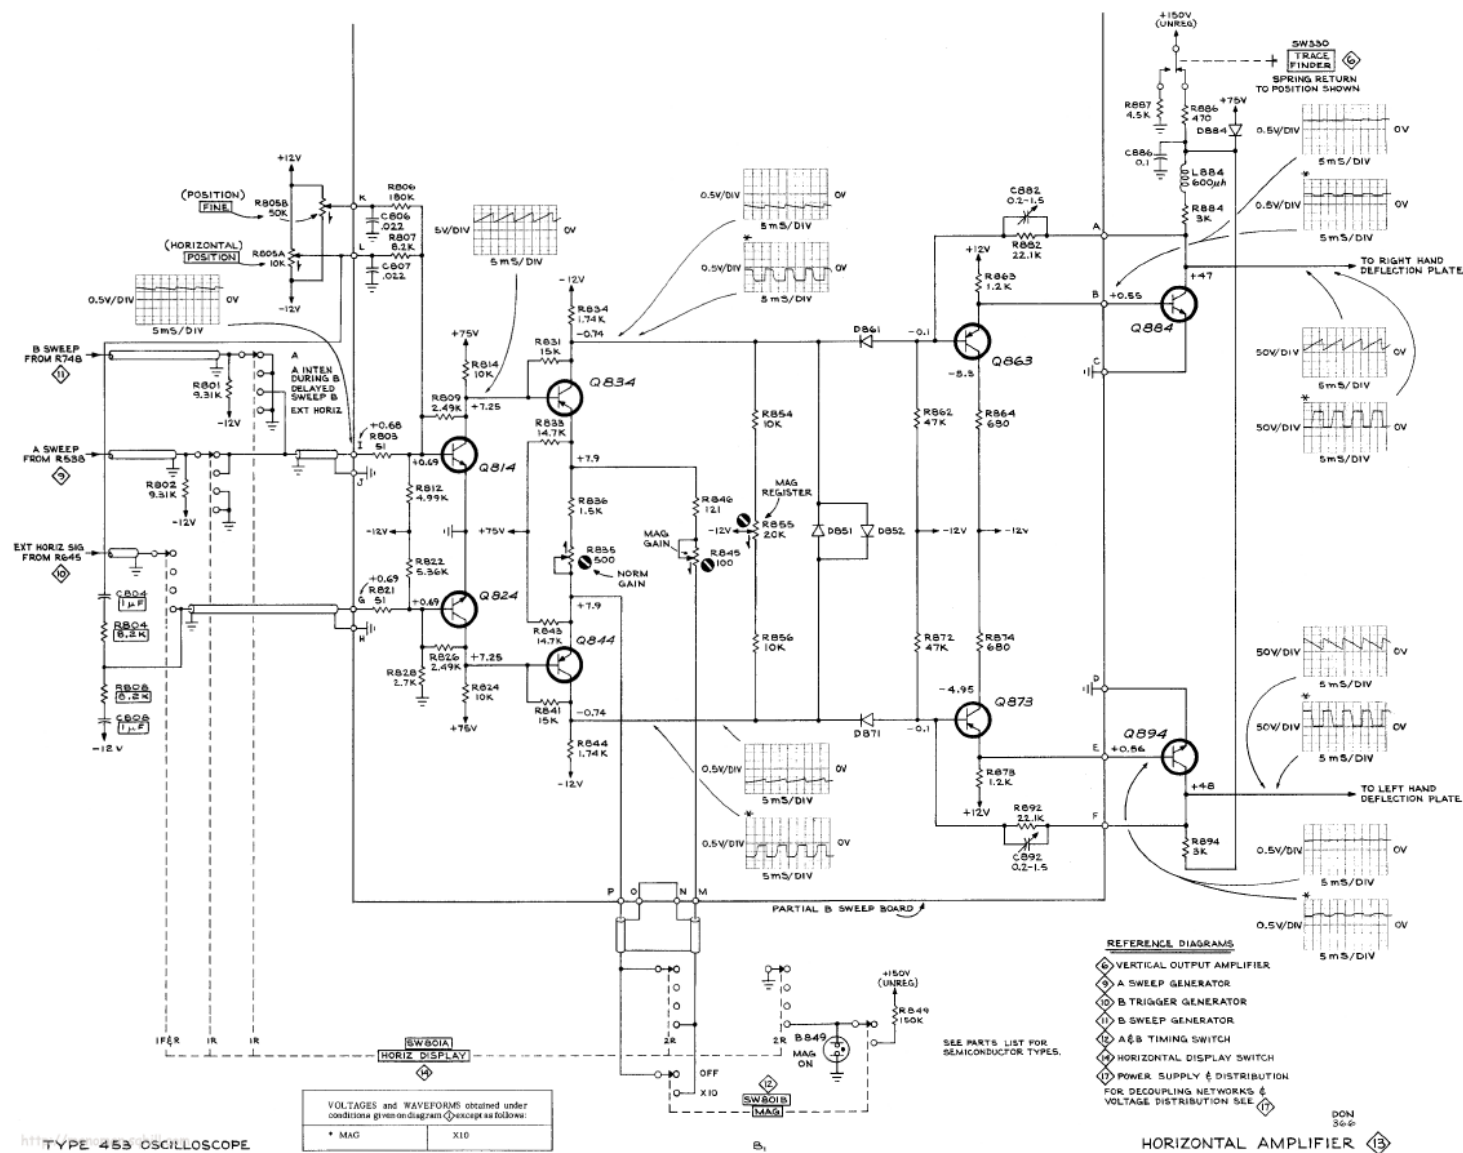 +150V
(UNREG)
SW330
TRACE
FINDER
6
SPRING RETURN
TO POSITION SHOWN
R887
4.5K
R886
470
+75V
D884
0.5V/DIV
0V
5mS/DIV
C886
0.1
L884
600µh
*
0.5V/DIV
0V
5mS/DIV
R884
3K
+12V
(POSITION)
FINE
R805B
50K
K
R806
180K
C806
.022
R807
8.2K
L
C807
.022
(HORIZONTAL)
POSITION
R805A
10K
-12V
0.5V/DIV
0V
5mS/DIV
5V/DIV
0V
5mS/DIV
0.5V/DIV
0V
5mS/DIV
*
0.5V/DIV
0V
5mS/DIV
C882
0.2-1.5
R882
22.1K
A
+12V
R863
1.2K
B
+0.55
+47
Q884
TO RIGHT HAND
DEFLECTION PLATE
C
50V/DIV
0V
5mS/DIV
*
50V/DIV
0V
5mS/DIV
-12V
R834
1.74K
-0.74
R831
15K
D861
-0.1
Q863
-5.3
B SWEEP
FROM R748
11
R801
9.31K
-12V
A
A INTEN
DURING B
DELAYED
SWEEP B
EXT HORIZ
+75V
R814
10K
R809
2.49K
+7.25
Q834
R833
14.7K
+7.9
R854
10K
R862
47K
R864
680
A SWEEP
FROM R538
9
R802
9.31K
-12V
I
+0.68
R803
51
J
+0.69
Q814
R812
4.99K
-12V
+75V
R836
1.5K
R835
500
NORM
GAIN
R846
121
MAG
GAIN
R845
100
MAG
REGISTER
-12V
R855
20K
D851
D852
-12V
-12V
EXT HORIZ SIG
FROM R645
10
C804
1µF
R804
8.2K
R808
8.2K
C808
1µF
-12V
G
+0.69
R821
51
H
R822
5.36K
+0.69
Q824
+7.9
R843
14.7K
Q844
R826
2.49K
+7.25
R828
2.7K
R824
10K
+75V
R841
15K
-0.74
R844
1.74K
-12V
R856
10K
R872
47K
R874
680
-4.95
Q873
D871
-0.1
D
E
+0.56
Q894
+48
TO LEFT HAND
DEFLECTION PLATE
R873
1.2K
+12V
R892
22.1K
C892
0.2-1.5
F
R894
3K
50V/DIV
0V
5mS/DIV
*
50V/DIV
0V
5mS/DIV
0.5V/DIV
0V
5mS/DIV
*
0.5V/DIV
0V
5mS/DIV
0.5V/DIV
0V
5mS/DIV
*
0.5V/DIV
0V
5mS/DIV
P O N M
PARTIAL B SWEEP BOARD
1F&R 1R 1R
SW801A
HORIZ DISPLAY
14
2R
2R
OFF
X10
12
SW801B
MAG
B849
MAG
ON
+150V
(UNREG)
R849
150K
SEE PARTS LIST FOR
SEMICONDUCTOR TYPES.
REFERENCE DIAGRAMS
6 VERTICAL OUTPUT AMPLIFIER
9 A SWEEP GENERATOR
10 B TRIGGER GENERATOR
11 B SWEEP GENERATOR
12 A&B TIMING SWITCH
14 HORIZONTAL DISPLAY SWITCH
17 POWER SUPPLY & DISTRIBUTION
FOR DECOUPLING NETWORKS &
VOLTAGE DISTRIBUTION SEE 17
VOLTAGES and WAVEFORMS obtained under
conditions given on diagram 1 except as follows:
* MAG X10
TYPE 453 OSCILLOSCOPE
B1
DON
366
HORIZONTAL AMPLIFIER 13